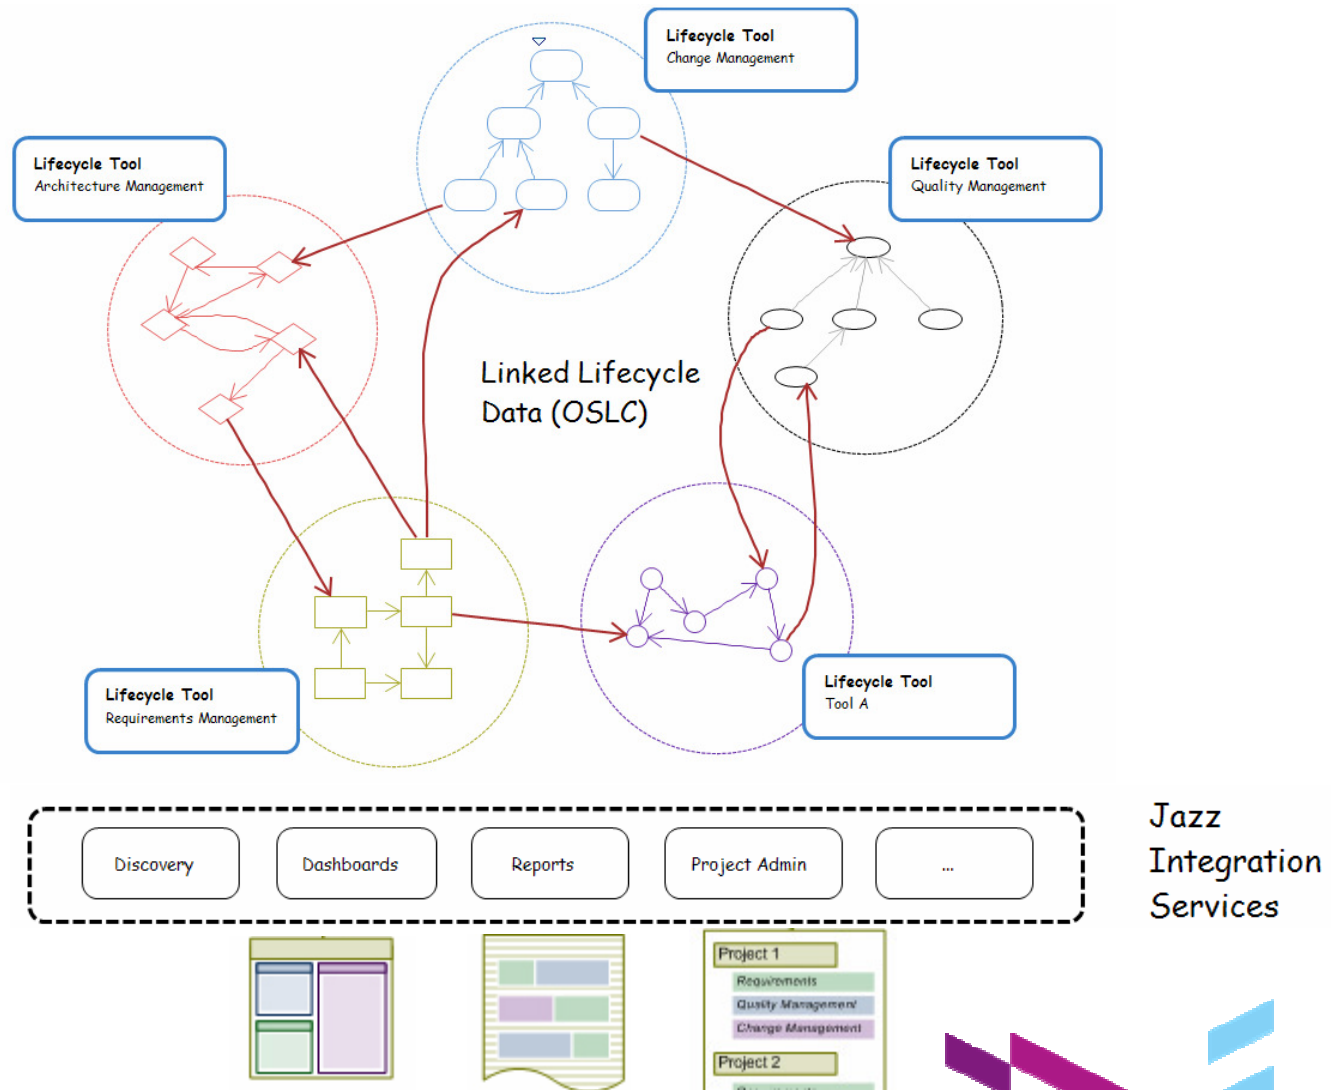 Lifecycle Tool
Change Management
Lifecycle Tool
Architecture Management
Lifecycle Tool
Quality Management
Linked Lifecycle
Data (OSLC)
Lifecycle Tool
Requirements Management
Lifecycle Tool
Tool A
Discovery
Dashboards
Reports
Project Admin
...
Jazz
Integration
Services
Project 1
Requirements
Quality Management
Change Management
Project 2